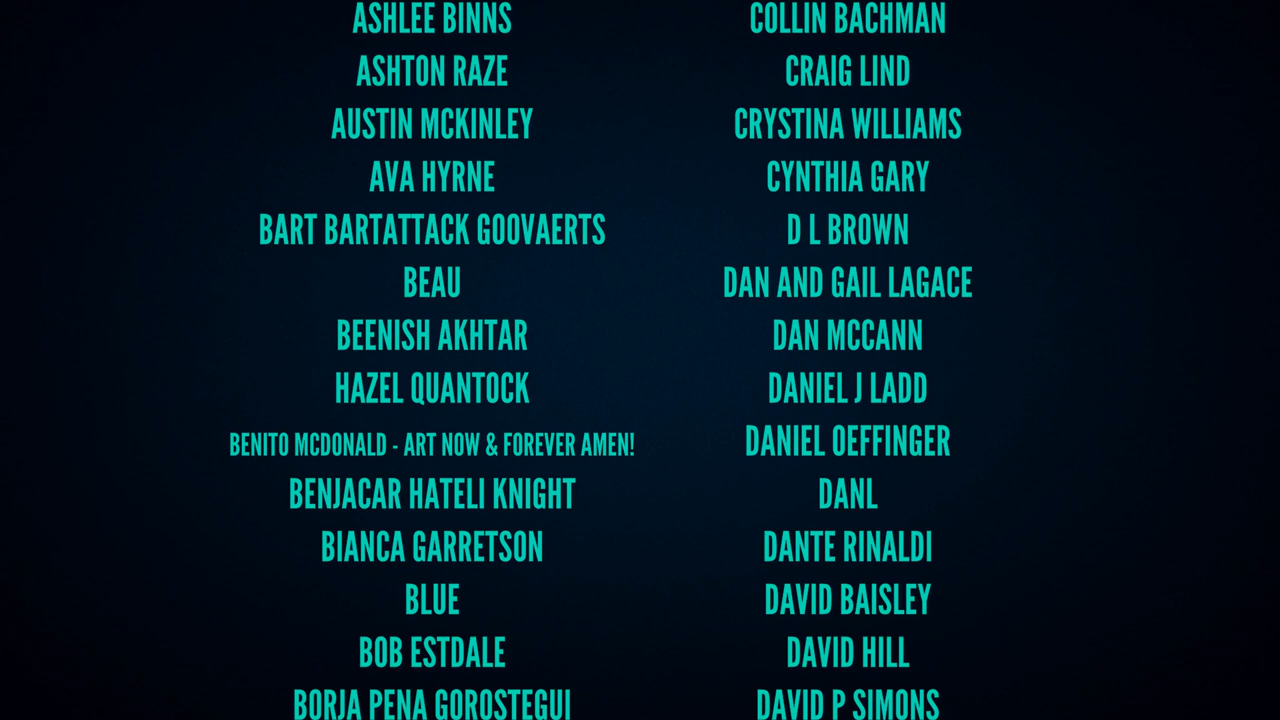 ASHLEE BINNS
ASHTON RAZE
AUSTIN MCKINLEY
AVA HYRNE
BART BARTATTACK GOOVAERTS
BEAU
BEENISH AKHTAR
HAZEL QUANTOCK
BENITO MCDONALD - ART NOW & FOREVER AMEN!
BENJACAR HATELI KNIGHT
BIANCA GARRETSON
BLUE
BOB ESTDALE
BORJA PENA GOROSTEGUI
COLLIN BACHMAN
CRAIG LIND
CRYSTINA WILLIAMS
CYNTHIA GARY
D L BROWN
DAN AND GAIL LAGACE
DAN MCCANN
DANIEL J LADD
DANIEL OEFFINGER
DANL
DANTE RINALDI
DAVID BAISLEY
DAVID HILL
DAVID P SIMONS